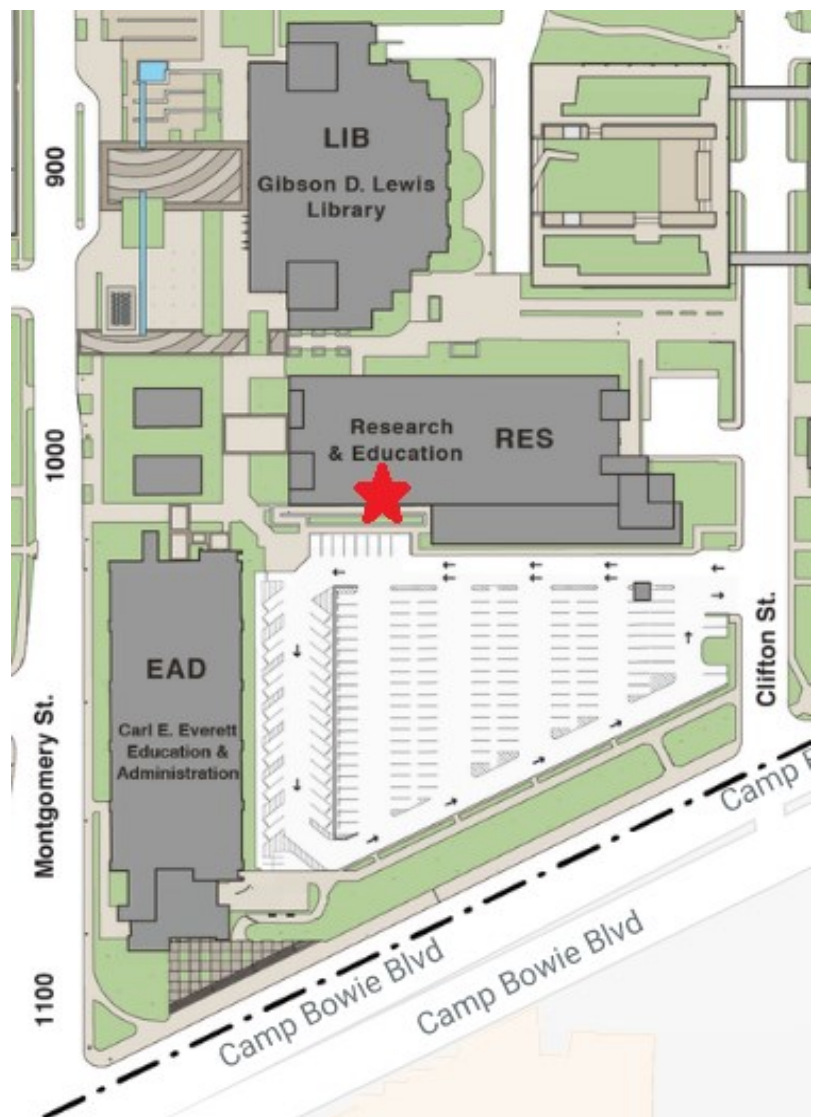 LIB
Gibson D. Lewis
Library
900
Research
& Education
RES
1000
EAD
Carl E. Everett
Education &
Administration
Montgomery St.
Clifton St.
1100
Camp Bowie Blvd
Camp Bowie Blvd
Camp